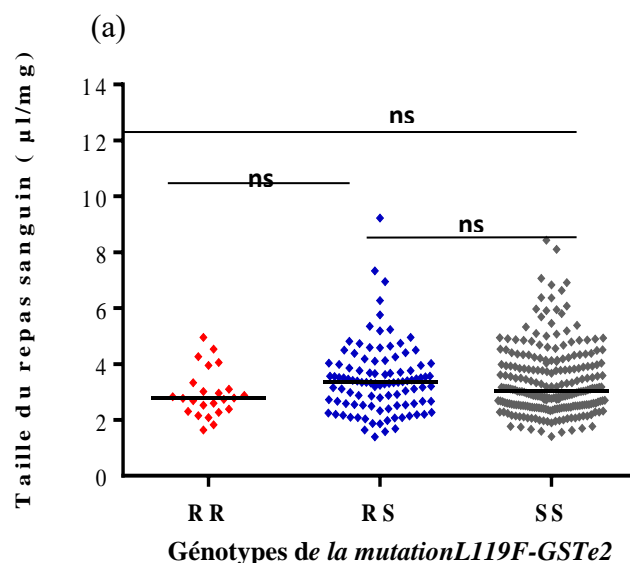 (a)
Taille du repas sanguin ( µl/mg )
14
12
10
8
6
4
2
0
ns
ns
ns
RR
RS
SS
Génotypes de la mutationL119F-GSTe2